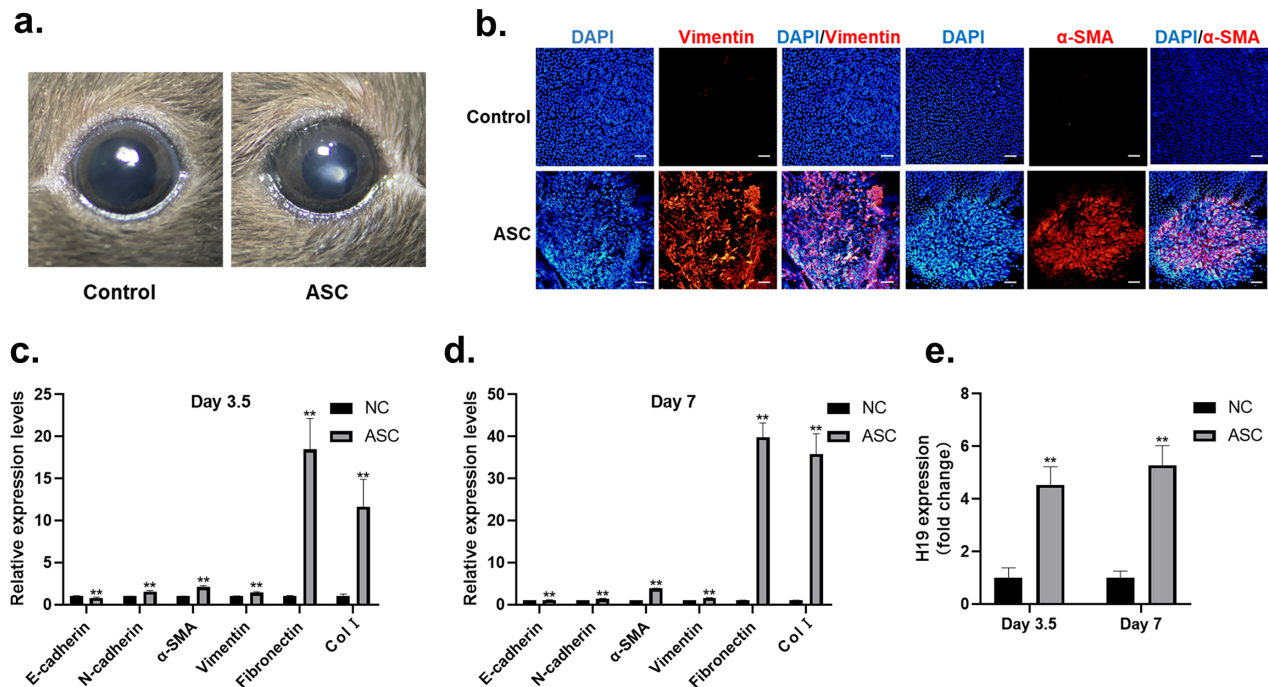 a.
Control
ASC
b.
DAPI
Vimentin
DAPI/Vimentin
DAPI
α-SMA
DAPI/α-SMA
Control
ASC
c.
Day 3.5
Relative expression levels
25
20
15
10
5
0
NC
ASC
**
**
**
**
**
**
E-cadherin
N-cadherin
α-SMA
Vimentin
Fibronectin
Col Ⅰ
d.
Day 7
Relative expression levels
50
40
30
20
10
0
NC
ASC
**
**
**
**
**
**
E-cadherin
N-cadherin
α-SMA
Vimentin
Fibronectin
Col Ⅰ
e.
H19 expression
(fold change)
8
6
4
2
0
NC
ASC
**
**
Day 3.5
Day 7